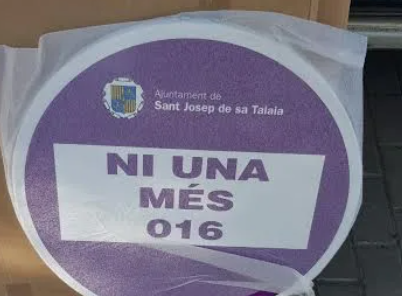 Ajuntament de
Sant Josep de sa Talaia
NI UNA
MÉS
016